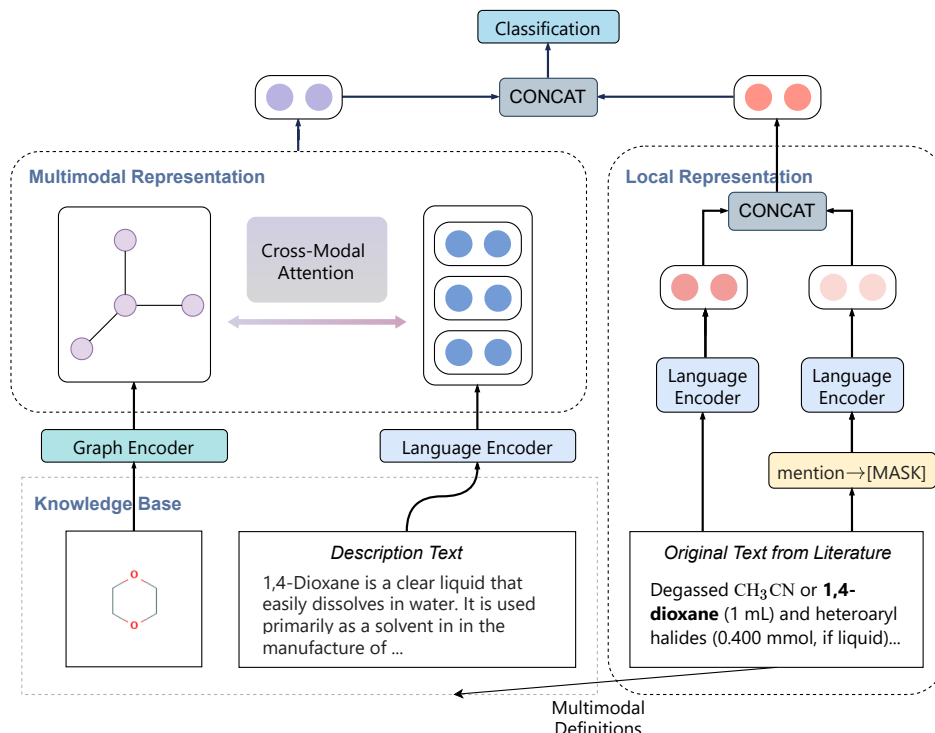 Classification
CONCAT
Multimodal Representation
Cross-Modal
Attention
Graph Encoder
Language Encoder
Knowledge Base
O
O
Description Text
1,4-Dioxane is a clear liquid that
easily dissolves in water. It is used
primarily as a solvent in in the
manufacture of ...
Local Representation
CONCAT
Language
Encoder
Language
Encoder
mention→[MASK]
Original Text from Literature
Degassed CH₃CN or 1,4-
dioxane (1 mL) and heteroaryl
halides (0.400 mmol, if liquid)...
Multimodal
Definitions